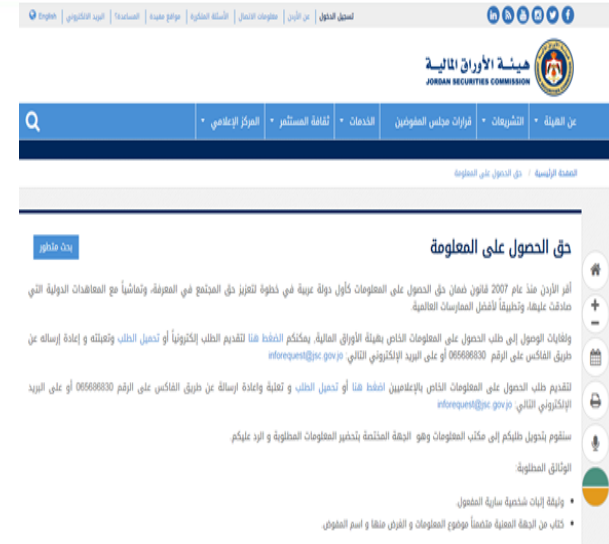 تسجيل الدخول | عن الأردن | معلومات الاتصال | الأسئلة المتكررة | مواقع مفيدة | المساعدة؟ | البريد الالكتروني | English
هيئة الأوراق المالية
JORDAN SECURITIES COMMISSION
عن الهيئة التشريعات قرارات مجلس المفوضين الخدمات ثقافة المستثمر المركز الإعلامي
الصفحة الرئيسية / حق الحصول على المعلومة
حق الحصول على المعلومة
بحث متطور
أقر الأردن منذ عام 2007 قانون ضمان حق الحصول على المعلومات كأول دولة عربية في خطوة لتعزيز حق المجتمع في المعرفة، وتماشياً مع المعاهدات الدولية التي
صادقت عليها، وتطبيقاً لأفضل الممارسات العالمية.
ولغايات الوصول إلى طلب الحصول على المعلومات الخاص بهيئة الأوراق المالية، يمكنكم الضغط هنا لتقديم الطلب إلكترونياً أو تحميل الطلب وتعبئته و إعادة إرساله عن
طريق الفاكس على الرقم 065686830 أو على البريد الإلكتروني التالي: inforequest@jsc.gov.jo
لتقديم طلب الحصول على المعلومات الخاص بالإعلاميين اضغط هنا أو تحميل الطلب و تعبئة واعادة ارسالة عن طريق الفاكس على الرقم 065686830 أو على البريد
الإلكتروني التالي: inforequest@jsc.gov.jo
سنقوم بتحويل طلبكم إلى مكتب المعلومات وهو الجهة المختصة بتحضير المعلومات المطلوبة و الرد عليكم.
الوثائق المطلوبة:
وثيقة إثبات شخصية سارية المفعول.
كتاب من الجهة المعنية متضمناً موضوع المعلومات و الغرض منها و اسم المفوض.